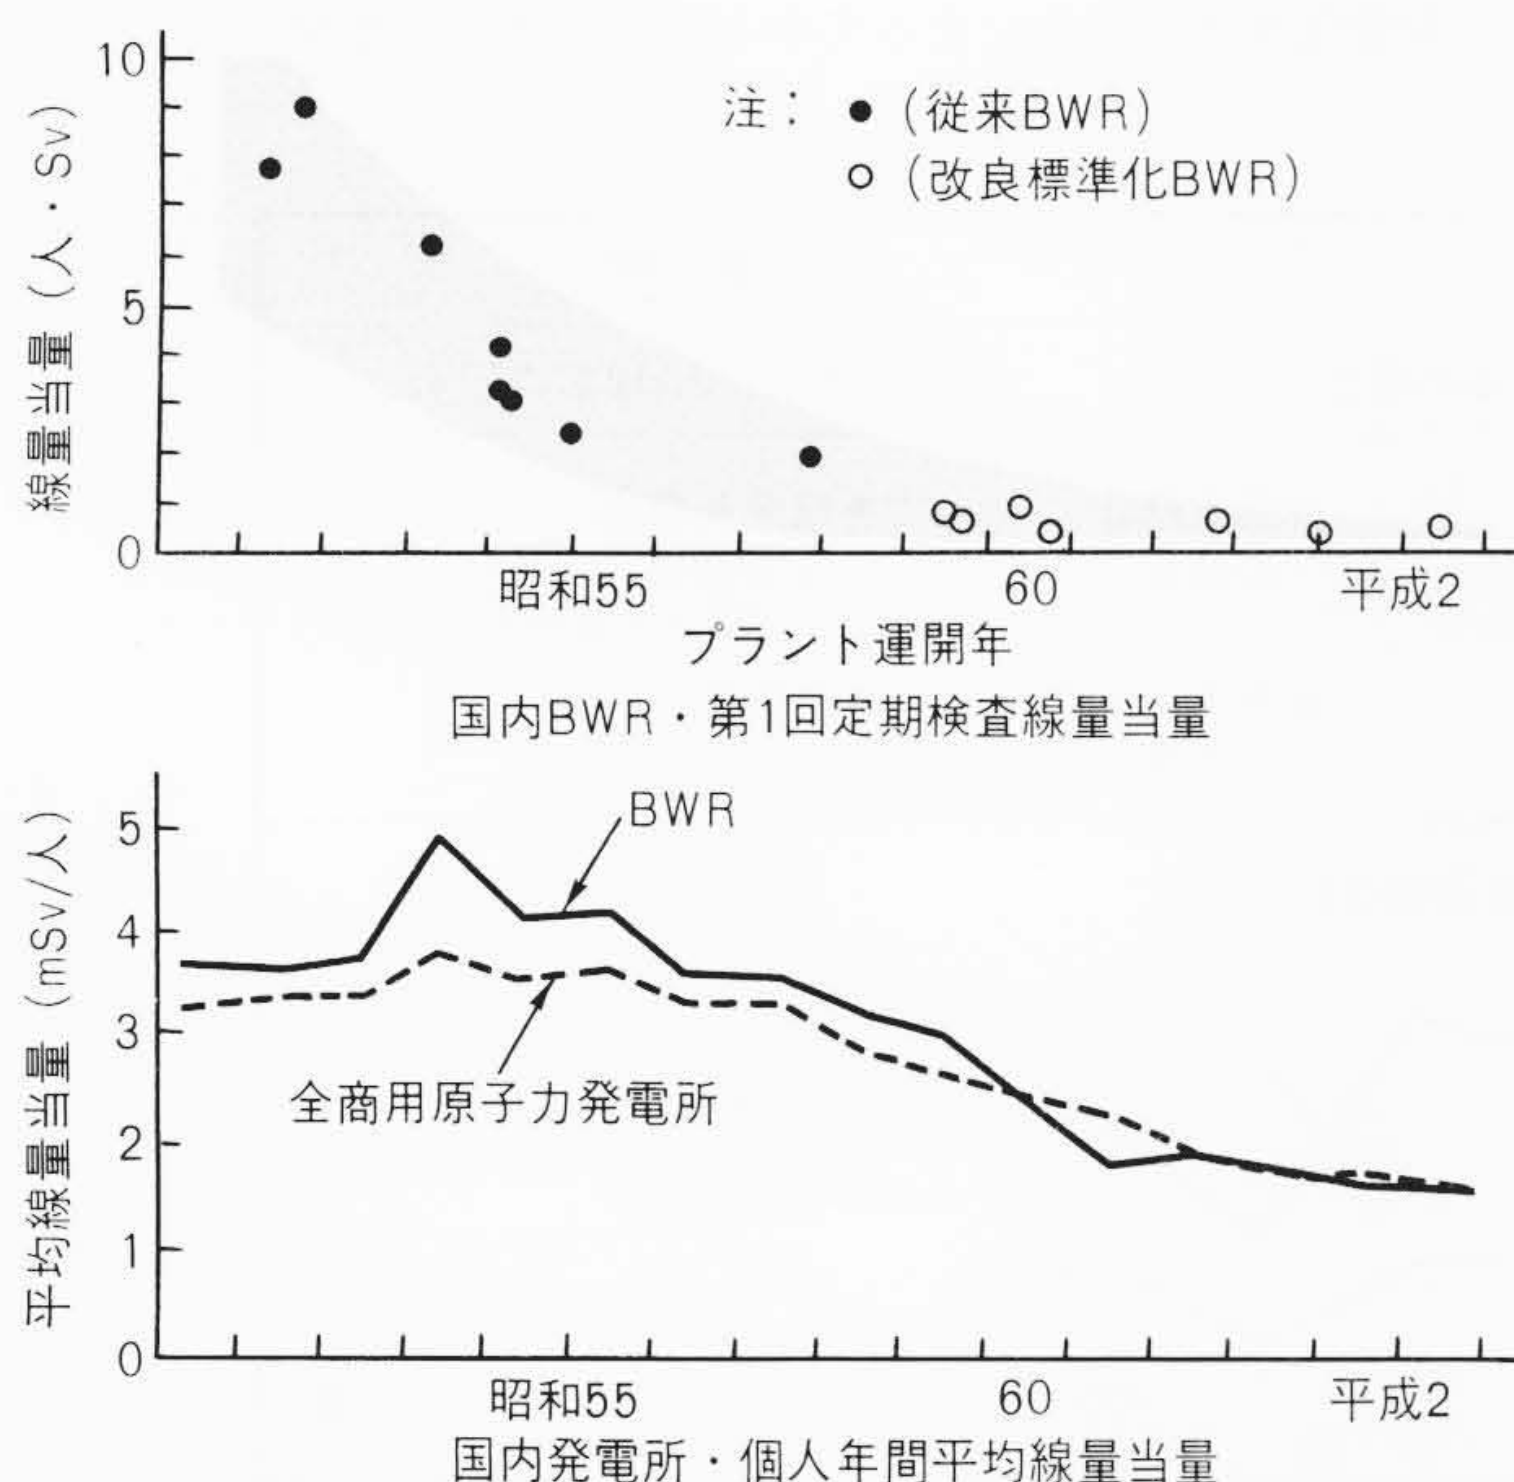 線量当量 (人・Sv)
10
5
0
注: ● (従来BWR)
○ (改良標準化BWR)
昭和55 60 平成2
プラント運開年
国内BWR・第1回定期検査線量当量
平均線量当量 (mSv/人)
5
4
3
2
1
0
BWR
全商用原子力発電所
昭和55 60 平成2
国内発電所・個人年間平均線量当量